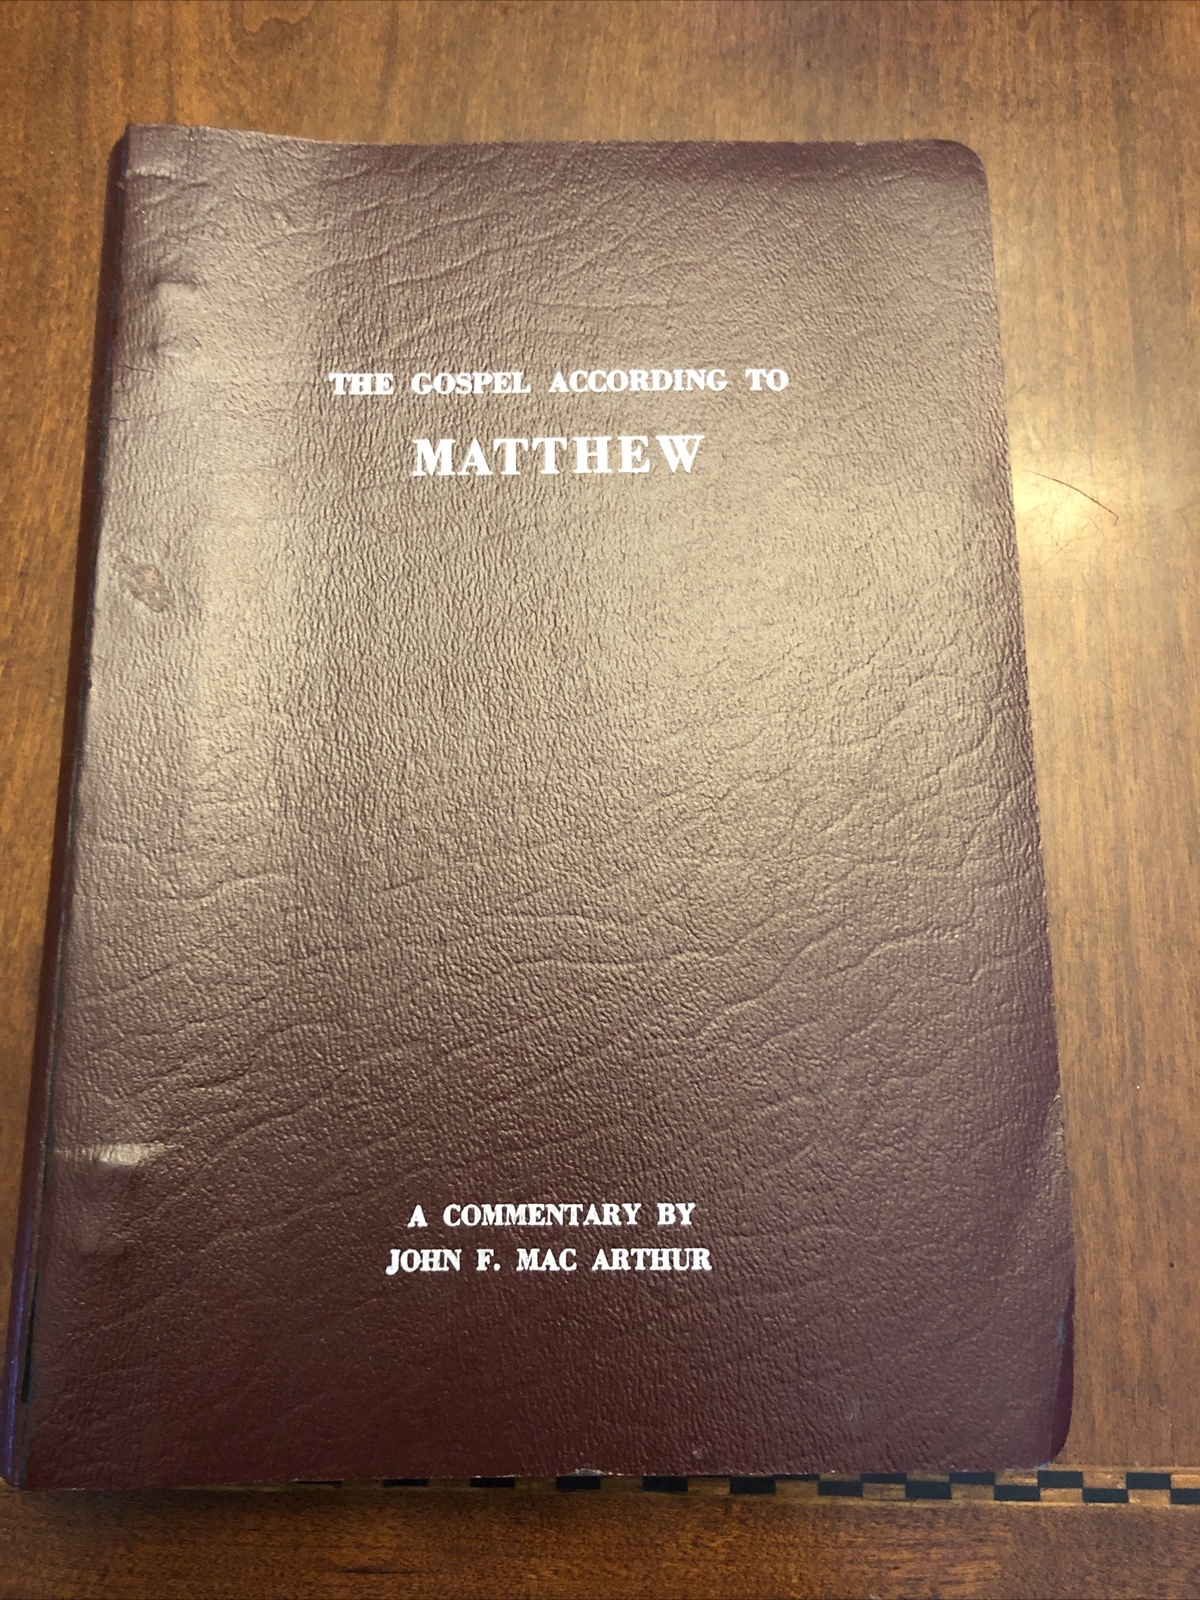 THE GOSPEL ACCORDING TO
MATTHEW
A COMMENTARY BY
JOHN F. MAC ARTHUR